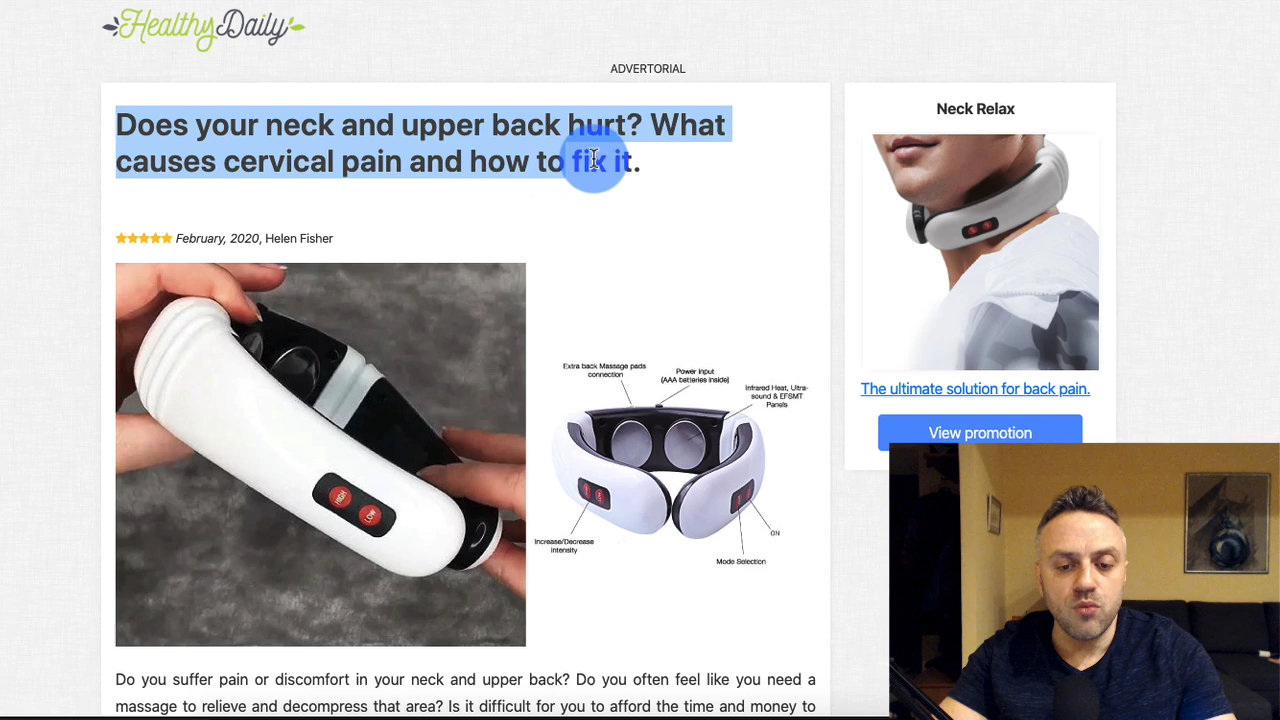 HealthyDaily
ADVERTORIAL
Does your neck and upper back hurt? What
causes cervical pain and how to fix it.
February, 2020, Helen Fisher
HIGH
LOW
Extra back Massage pads
connection
Power input
(AAA batteries inside)
Infrared Heat, Ultra-
sound & EFSMT
Panels
Increase/Decrease
intensity
Mode Selection
ON
Do you suffer pain or discomfort in your neck and upper back? Do you often feel like you need a
massage to relieve and decompress that area? Is it difficult for you to afford the time and money to
Neck Relax
The ultimate solution for back pain.
View promotion